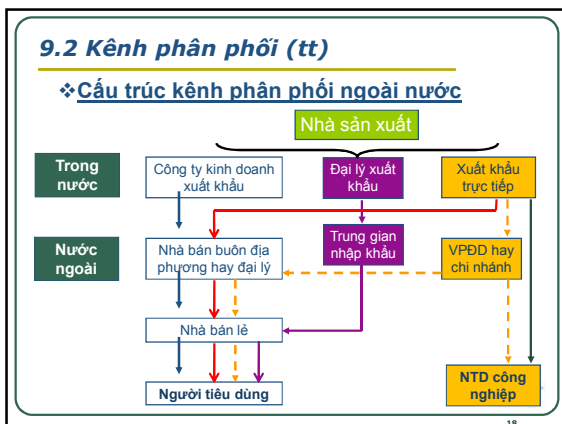 9.2 Kênh phân phối (tt)
❖Cấu trúc kênh phân phối ngoài nước
Nhà sản xuất
Trong
nước
Công ty kinh doanh
xuất khẩu
Đại lý xuất
khẩu
Xuất khẩu
trực tiếp
Nước
ngoài
Nhà bán buôn địa
phương hay đại lý
Trung gian
nhập khẩu
VPĐD hay
chi nhánh
Nhà bán lẻ
Người tiêu dùng
NTD công
nghiệp
18